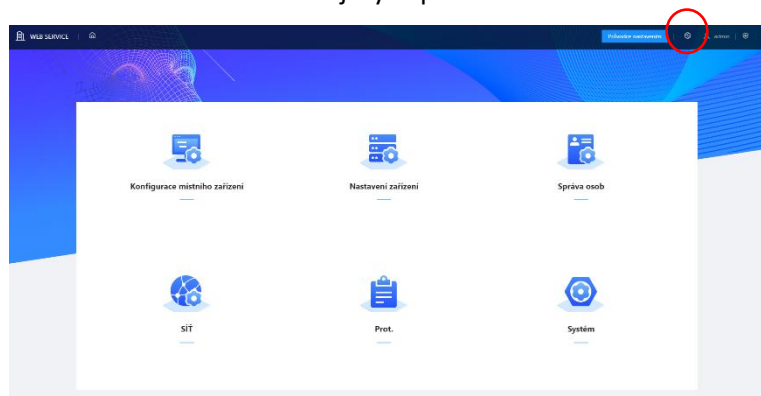 WEB SERVICE
Průvodce nastavením
admin
Konfigurace místního zařízení
Nastavení zařízení
Správa osob
SÍŤ
Prot.
Systém